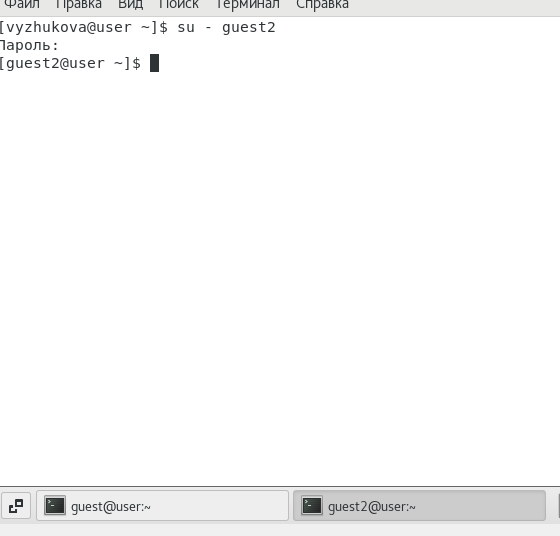 Файл Правка Вид Поиск Терминал Справка
[vyzhukova@user ~]$ su - guest2
Пароль:
[guest2@user ~]$
guest@user:~
guest2@user:~